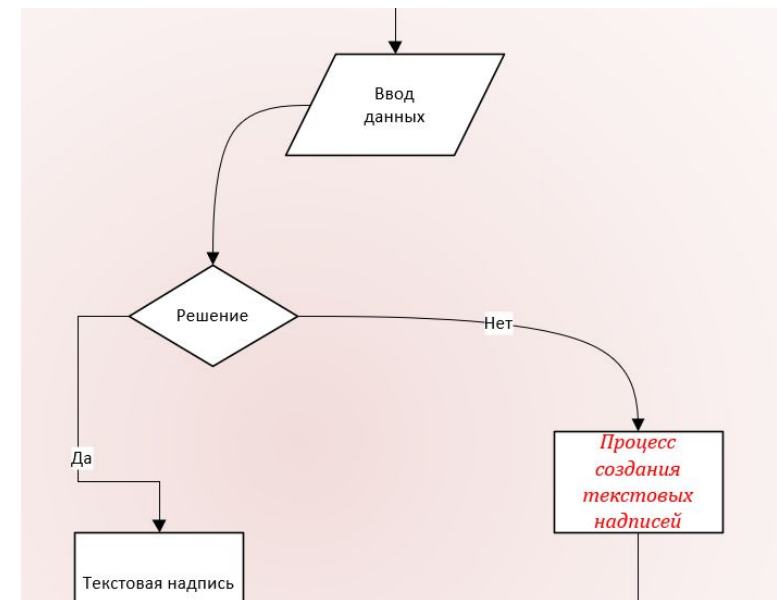 Ввод
данных
Решение
Нет
Да
Процесс
создания
текстовых
надписей
Текстовая надпись